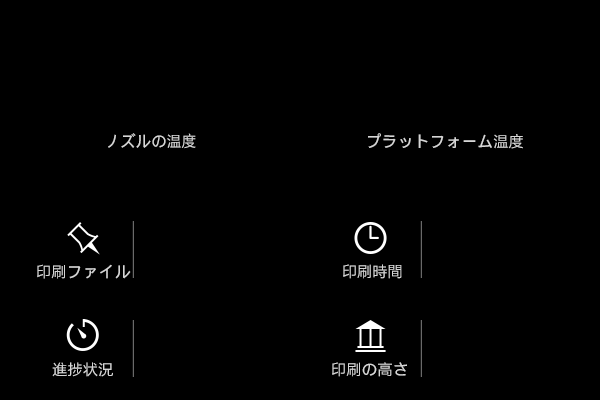 ノズルの温度
プラットフォーム温度
印刷ファイル
印刷時間
進捗状況
印刷の高さ